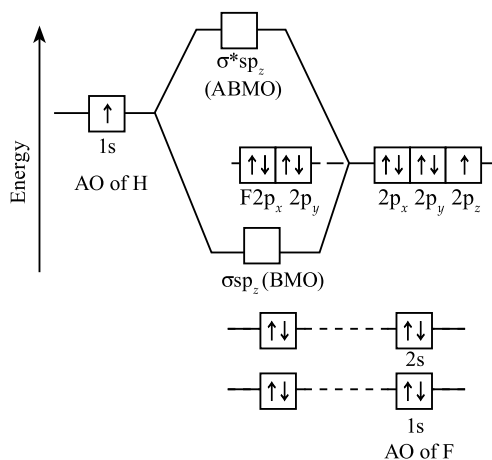 σ*sp_z
(ABMO)
1s
AO of H
Energy
F2p_x 2p_y
2p_x 2p_y 2p_z
σsp_z (BMO)
2s
1s
AO of F